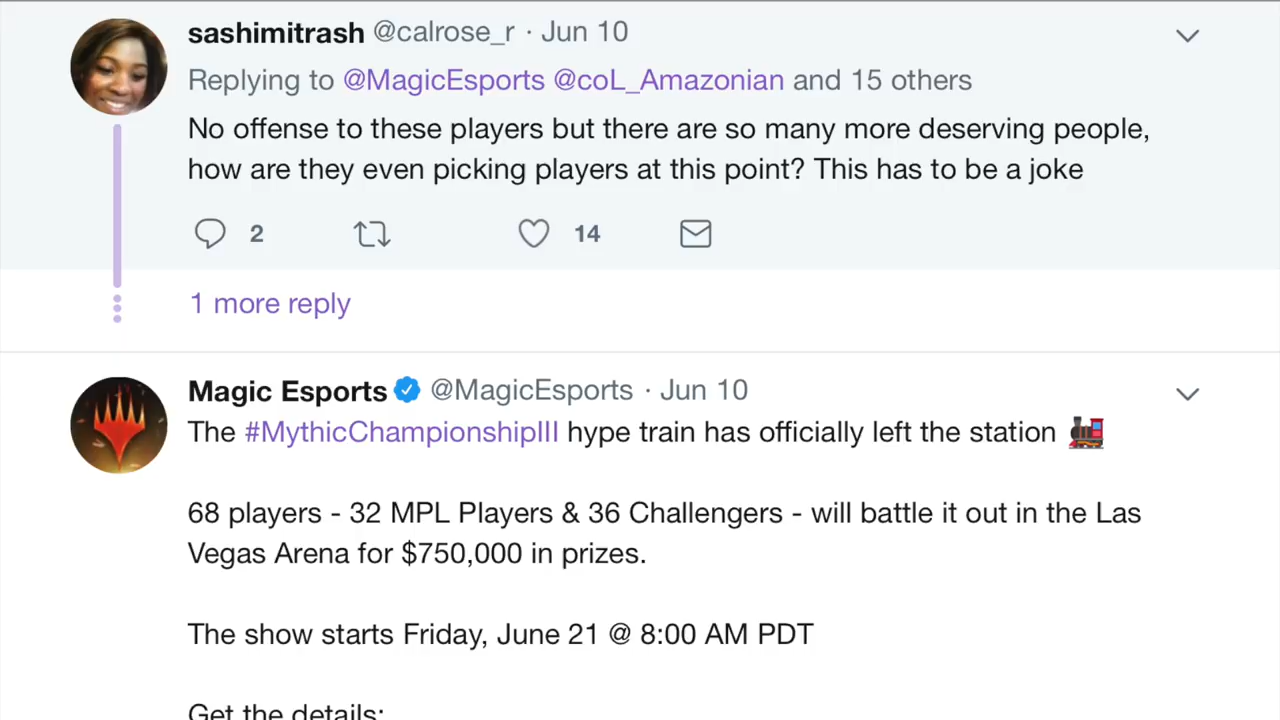 sashimitrash @calrose_r · Jun 10
Replying to @MagicEsports @coL_Amazonian and 15 others
No offense to these players but there are so many more deserving people,
how are they even picking players at this point? This has to be a joke
2 14
1 more reply
Magic Esports @MagicEsports · Jun 10
The #MythicChampionshipIII hype train has officially left the station
68 players - 32 MPL Players & 36 Challengers - will battle it out in the Las
Vegas Arena for $750,000 in prizes.
The show starts Friday, June 21 @ 8:00 AM PDT
Get the details: